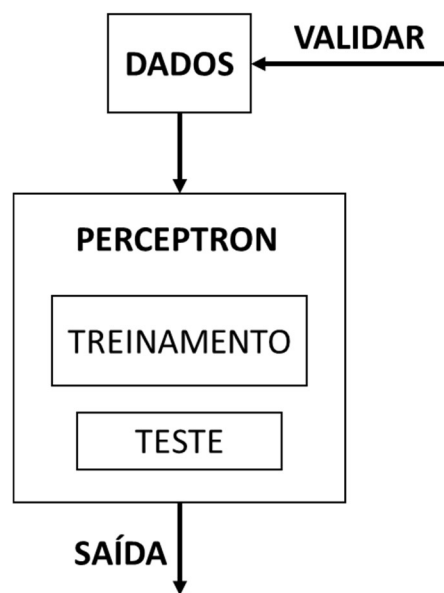 VALIDAR
DADOS
PERCEPTRON
TREINAMENTO
TESTE
SAÍDA